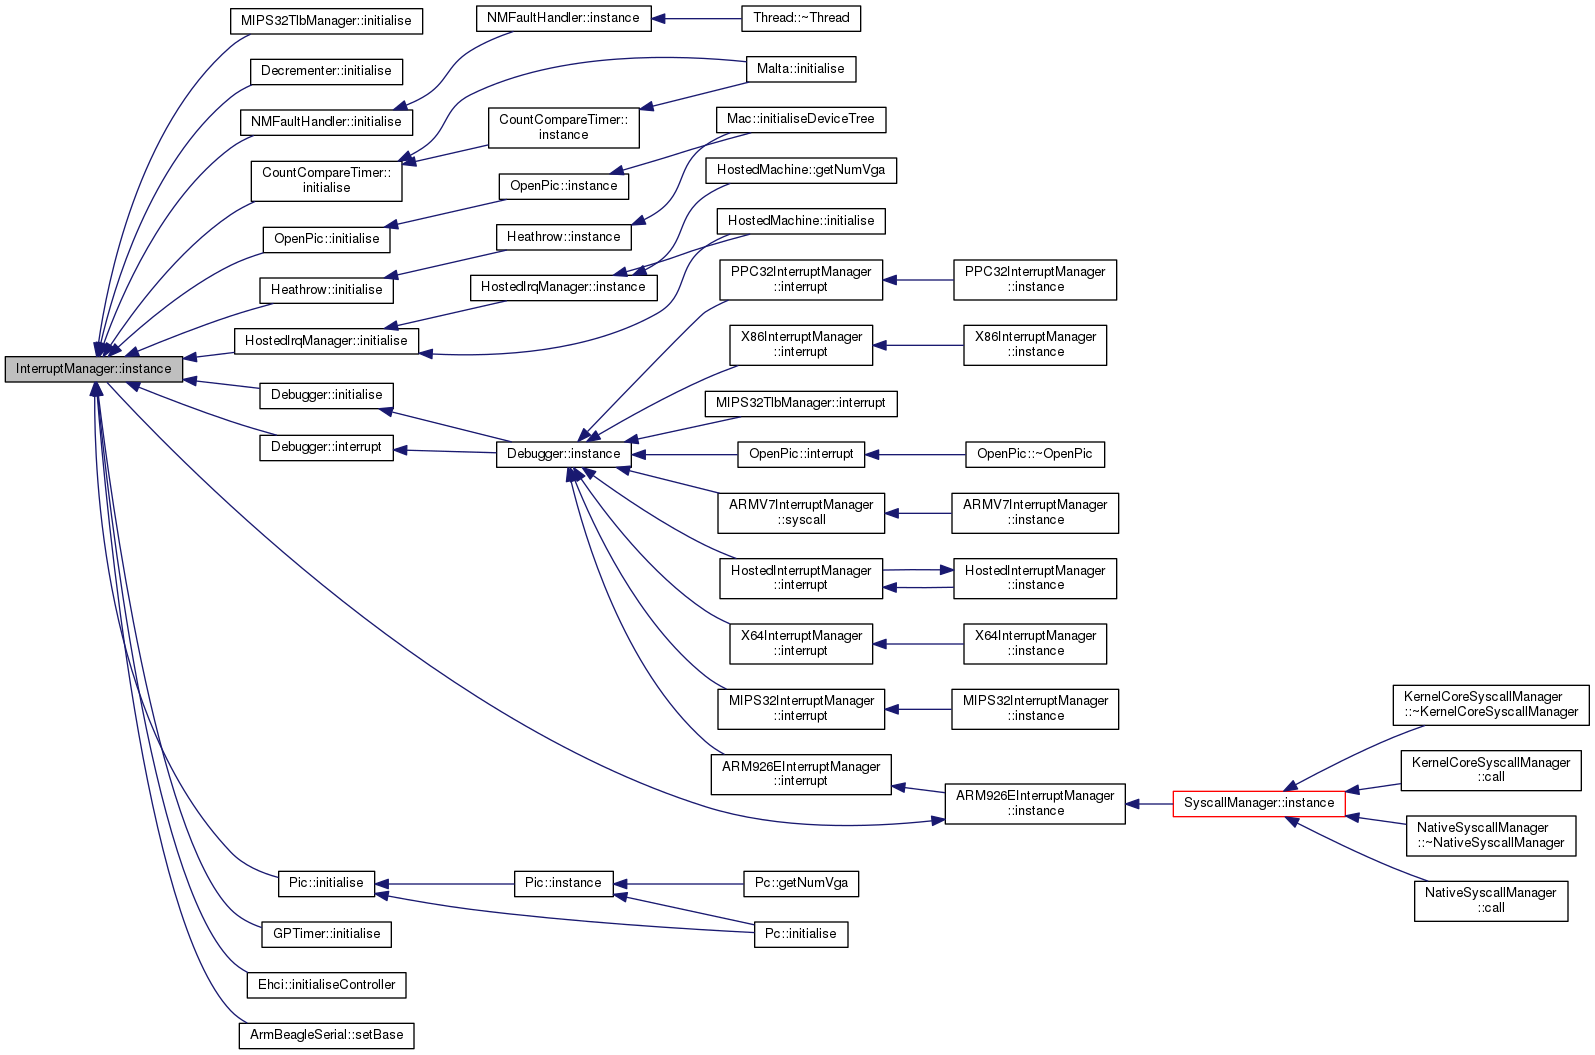 MIPS32TlbManager::initialise
Decrementer::initialise
NMFaultHandler::initialise
CountCompareTimer::
initialise
OpenPic::initialise
Heathrow::initialise
HostedIrqManager::initialise
InterruptManager::instance
Debugger::initialise
Debugger::interrupt
Pic::initialise
GPTimer::initialise
Ehci::initialiseController
ArmBeagleSerial::setBase
NMFaultHandler::instance
CountCompareTimer::
instance
OpenPic::instance
Heathrow::instance
HostedIrqManager::instance
Debugger::instance
Pic::instance
Thread::~Thread
Malta::initialise
Mac::initialiseDeviceTree
HostedMachine::getNumVga
HostedMachine::initialise
PPC32InterruptManager
::interrupt
X86InterruptManager
::interrupt
MIPS32TlbManager::interrupt
OpenPic::interrupt
ARMV7InterruptManager
::syscall
HostedInterruptManager
::interrupt
X64InterruptManager
::interrupt
MIPS32InterruptManager
::interrupt
ARM926EInterruptManager
::interrupt
Pc::getNumVga
Pc::initialise
PPC32InterruptManager
::instance
X86InterruptManager
::instance
OpenPic::~OpenPic
ARMV7InterruptManager
::instance
HostedInterruptManager
::instance
X64InterruptManager
::instance
MIPS32InterruptManager
::instance
ARM926EInterruptManager
::instance
SyscallManager::instance
KernelCoreSyscallManager
::~KernelCoreSyscallManager
KernelCoreSyscallManager
::call
NativeSyscallManager
::~NativeSyscallManager
NativeSyscallManager
::call